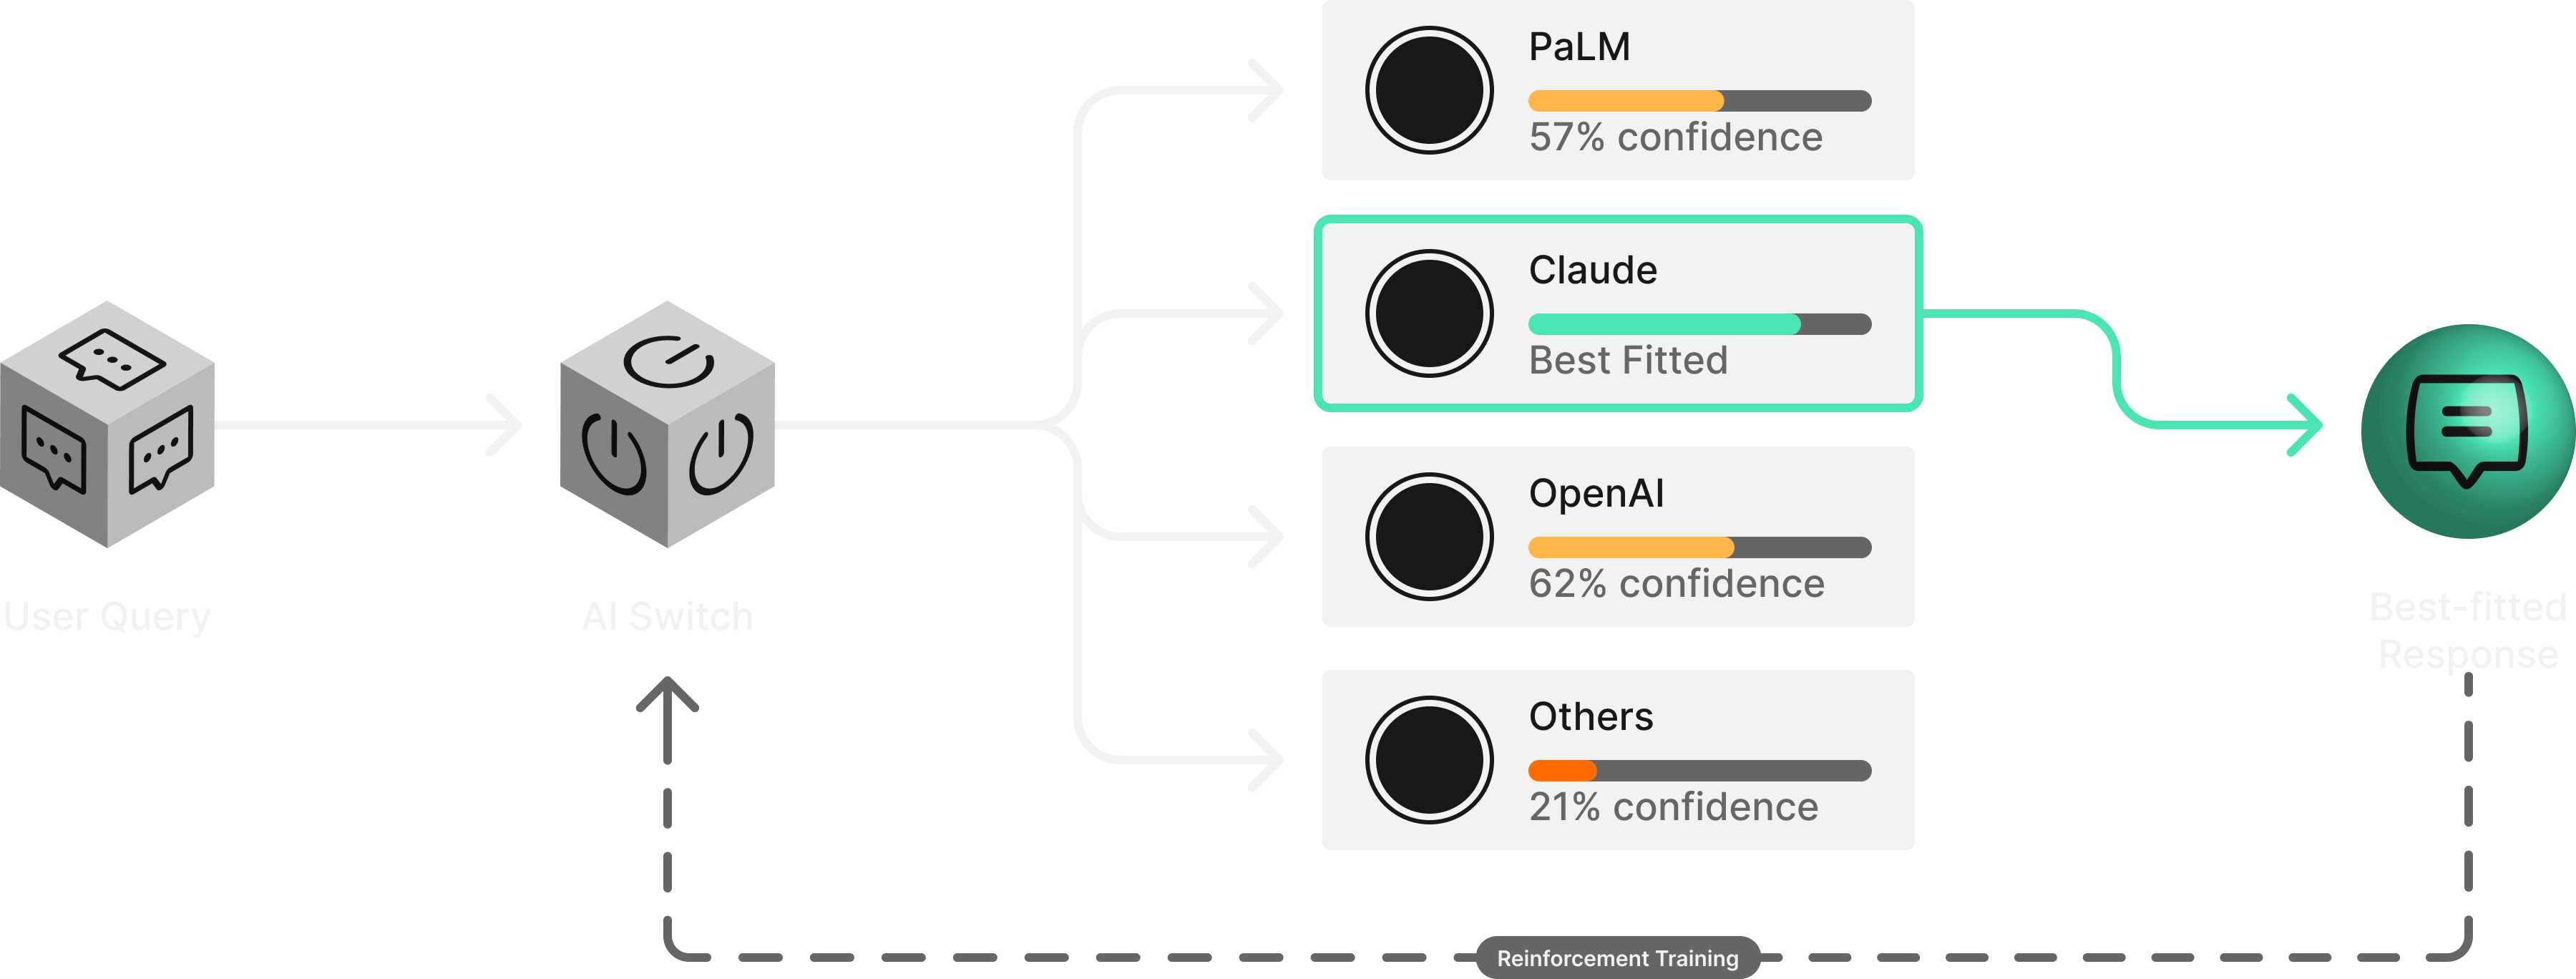 PaLM
57% confidence
Claude
Best Fitted
OpenAI
62% confidence
Others
21% confidence
User Query
AI Switch
Best-fitted
Response
Reinforcement Training